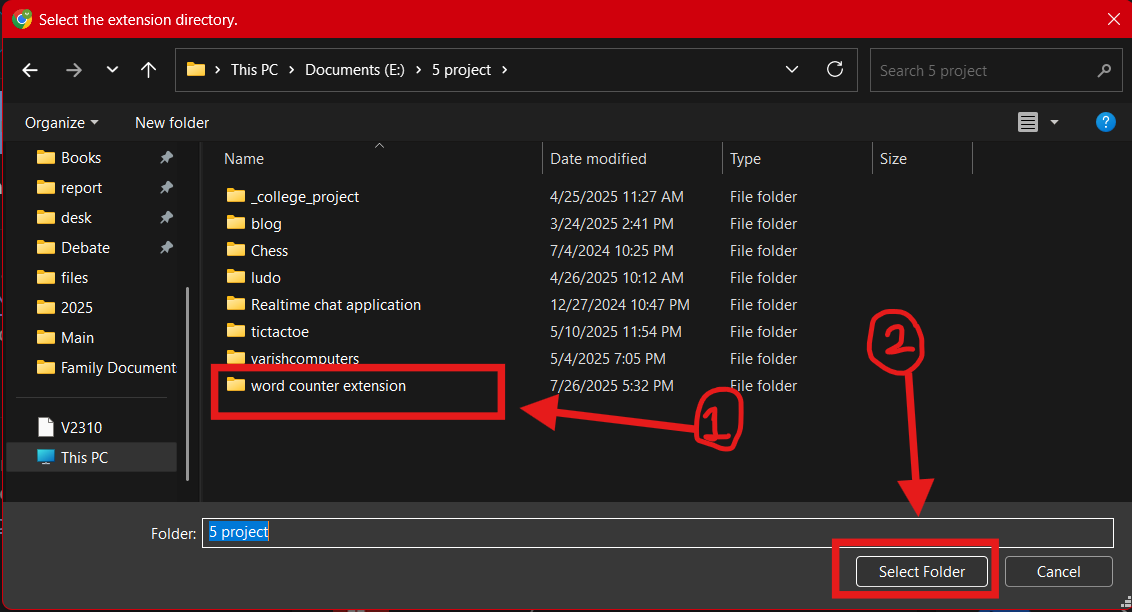 Select the extension directory.
This PC > Documents (E:) > 5 project >
Search 5 project
Organize
New folder
?
Name
Date modified
Type
Size
Books
report
desk
Debate
files
2025
Main
Family Document
V2310
This PC
_college_project 4/25/2025 11:27 AM File folder
blog 3/24/2025 2:41 PM File folder
Chess 7/4/2024 10:25 PM File folder
ludo 4/26/2025 10:12 AM File folder
Realtime chat application 12/27/2024 10:47 PM File folder
tictactoe 5/10/2025 11:54 PM File folder
varishcomputers 5/4/2025 7:05 PM File folder
word counter extension 7/26/2025 5:32 PM File folder
1
2
Folder: 5 project
Select Folder
Cancel